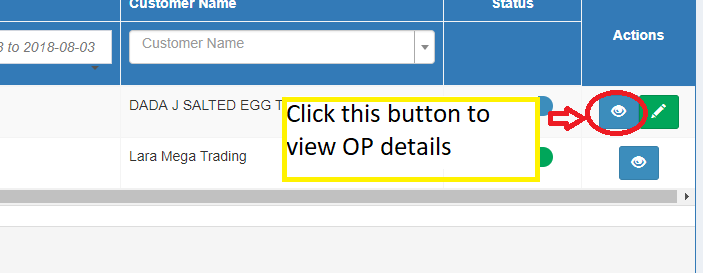 Customer Name
Status
Actions
to 2018-08-03
Customer Name
DADA J SALTED EGG
Click this button to
view OP details
Lara Mega Trading